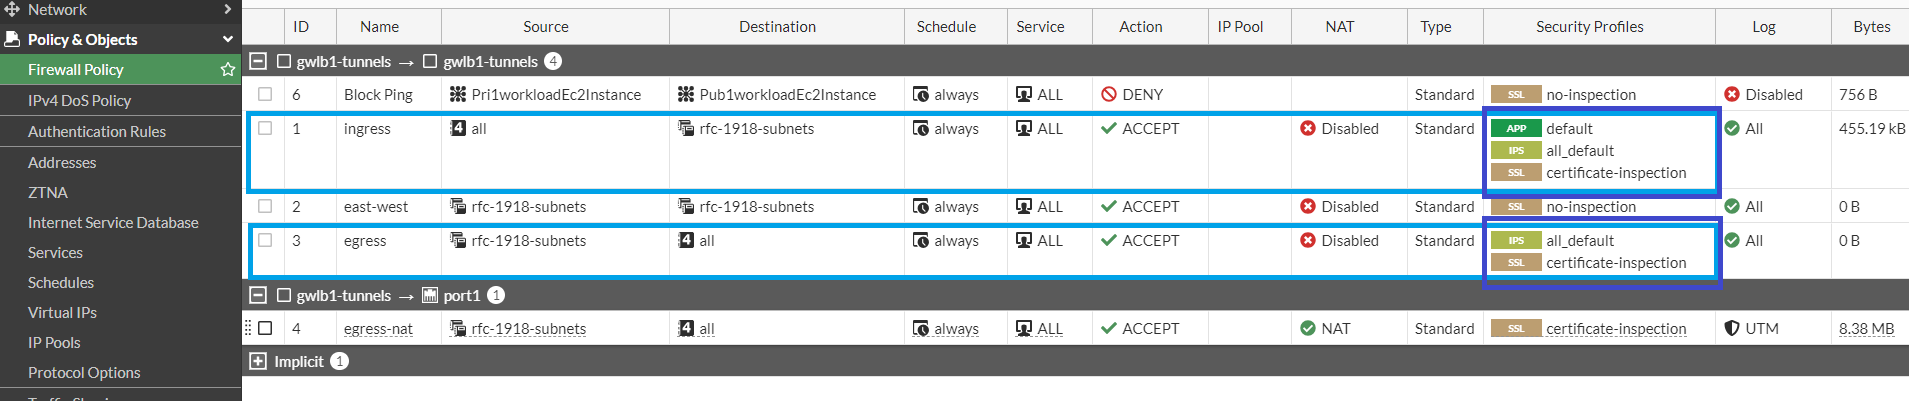 Network
Policy & Objects
Firewall Policy
IPv4 DoS Policy
Authentication Rules
Addresses
ZTNA
Internet Service Database
Services
Schedules
Virtual IPs
IP Pools
Protocol Options
ID Name Source Destination Schedule Service Action IP Pool NAT Type Security Profiles Log Bytes
gwlb1-tunnels → gwlb1-tunnels 4
6 Block Ping Pri1workloadEc2Instance Pub1workloadEc2Instance always ALL DENY Standard SSL no-inspection Disabled 756 B
1 ingress 4 all rfc-1918-subnets always ALL ACCEPT Disabled Standard APP default All 455.19 kB
IPS all_default
SSL certificate-inspection
2 east-west rfc-1918-subnets rfc-1918-subnets always ALL ACCEPT Disabled Standard SSL no-inspection All 0 B
3 egress rfc-1918-subnets 4 all always ALL ACCEPT Disabled Standard IPS all_default All 0 B
SSL certificate-inspection
gwlb1-tunnels → port1 1
4 egress-nat rfc-1918-subnets 4 all always ALL ACCEPT NAT Standard SSL certificate-inspection UTM 8.38 MB
Implicit 1